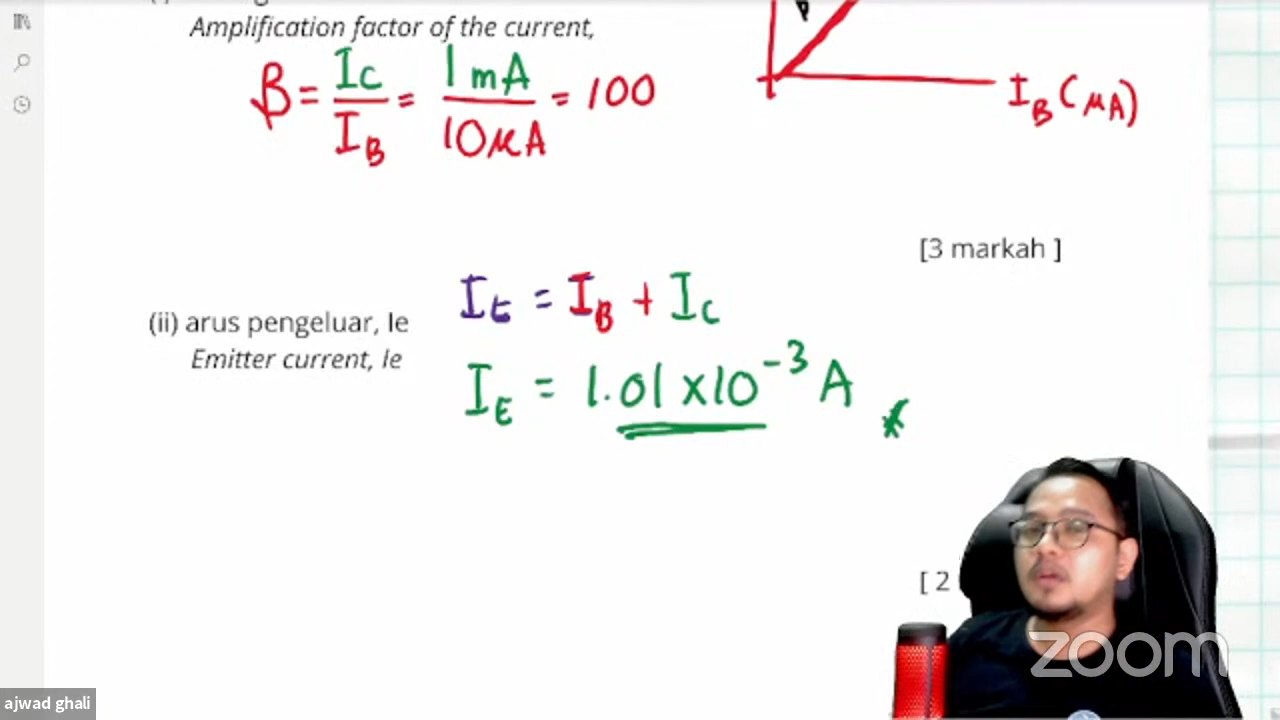 Amplification factor of the current,
β = IC / IB = 1 mA / 10 μA = 100
IB (μA)
[3 markah ]
IE = IB + IC
(ii) arus pengeluar, Ie
Emitter current, Ie
IE = 1.01 x 10⁻³ A
[ 2
zoom
ajwad ghali